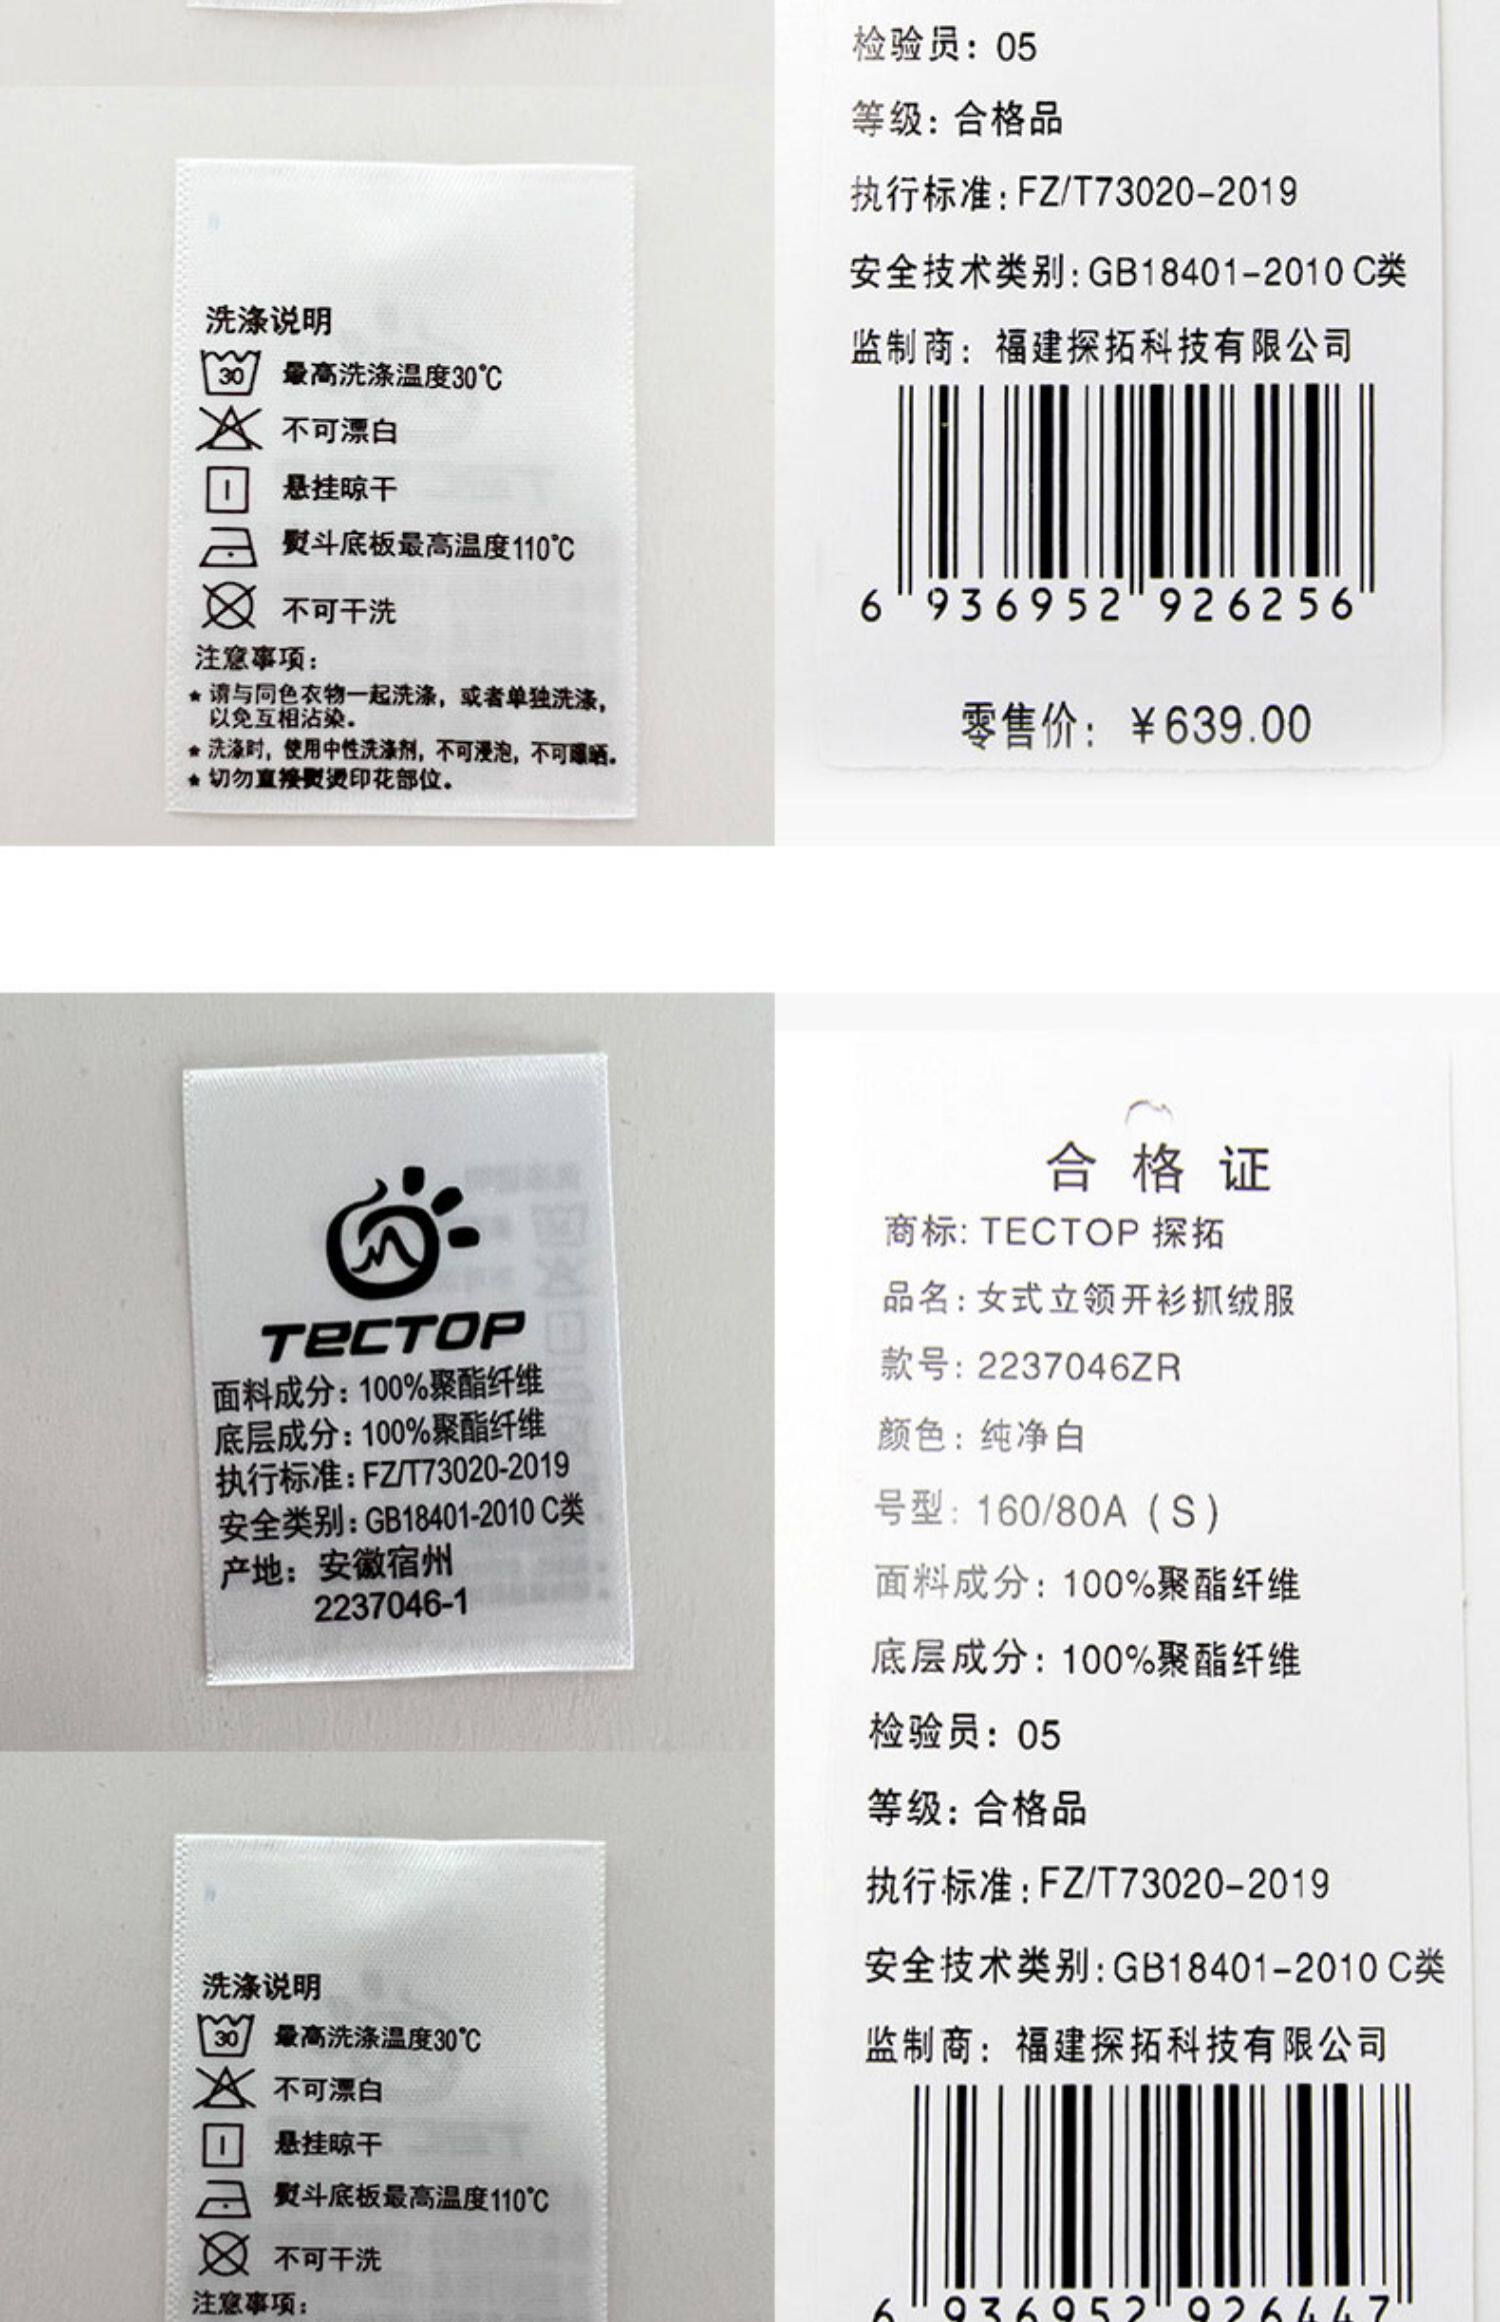 洗涤说明
30 最高洗涤温度30℃
不可漂白
悬挂晾干
熨斗底板最高温度110℃
不可干洗
注意事项：
★ 请与同色衣物一起洗涤，或者单独洗涤，
以免互相沾染。
★ 洗涤时，使用中性洗涤剂，不可浸泡，不可曝晒。
★ 切勿直接熨烫印花部位。
检验员：05
等级：合格品
执行标准：FZ/T73020-2019
安全技术类别：GB18401-2010 C类
监制商：福建探拓科技有限公司
6 936952 926256
零售价：￥639.00
TECTOP
面料成分：100%聚酯纤维
底层成分：100%聚酯纤维
执行标准：FZ/T73020-2019
安全类别：GB18401-2010 C类
产地：安徽宿州
2237046-1
洗涤说明
30 最高洗涤温度30℃
不可漂白
悬挂晾干
熨斗底板最高温度110℃
不可干洗
注意事项：
合格证
商标：TECTOP 探拓
品名：女式立领开衫抓绒服
款号：2237046ZR
颜色：纯净白
号型：160/80A（S）
面料成分：100%聚酯纤维
底层成分：100%聚酯纤维
检验员：05
等级：合格品
执行标准：FZ/T73020-2019
安全技术类别：GB18401-2010 C类
监制商：福建探拓科技有限公司
6 936952 926447